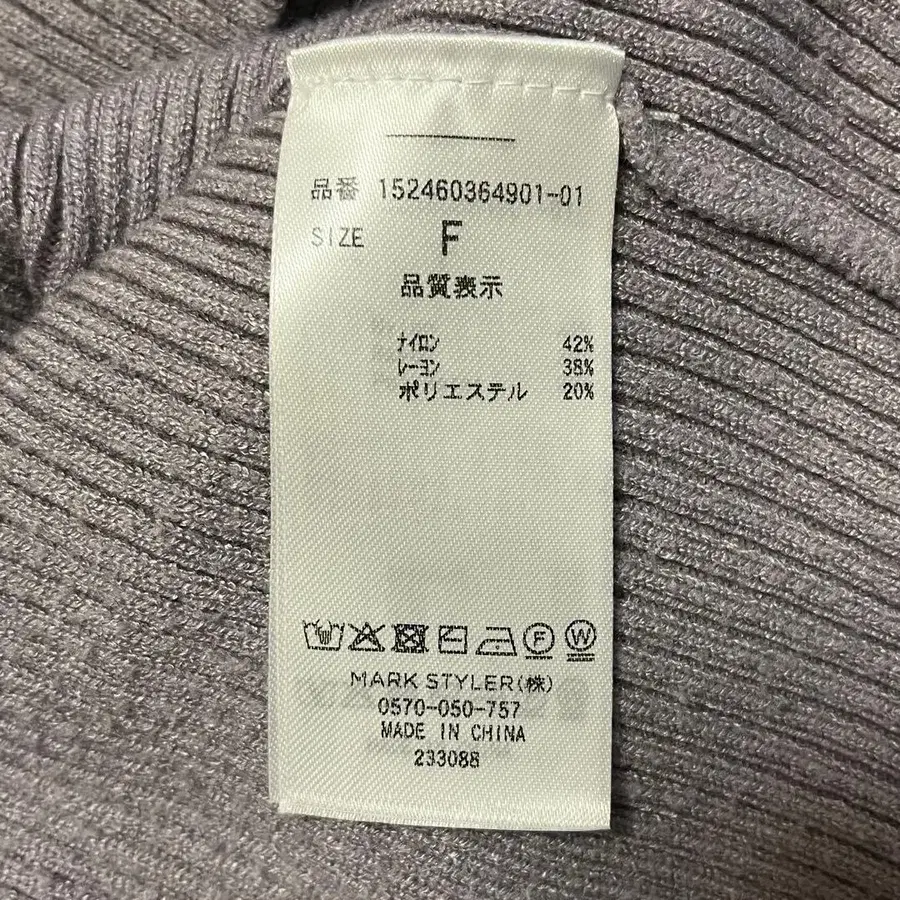 品番 152460364901-01
SIZE F
品質表示
ナイロン 42%
レーヨン 38%
ポリエステル 20%
F W
MARK STYLER(株)
0570-050-757
MADE IN CHINA
233088